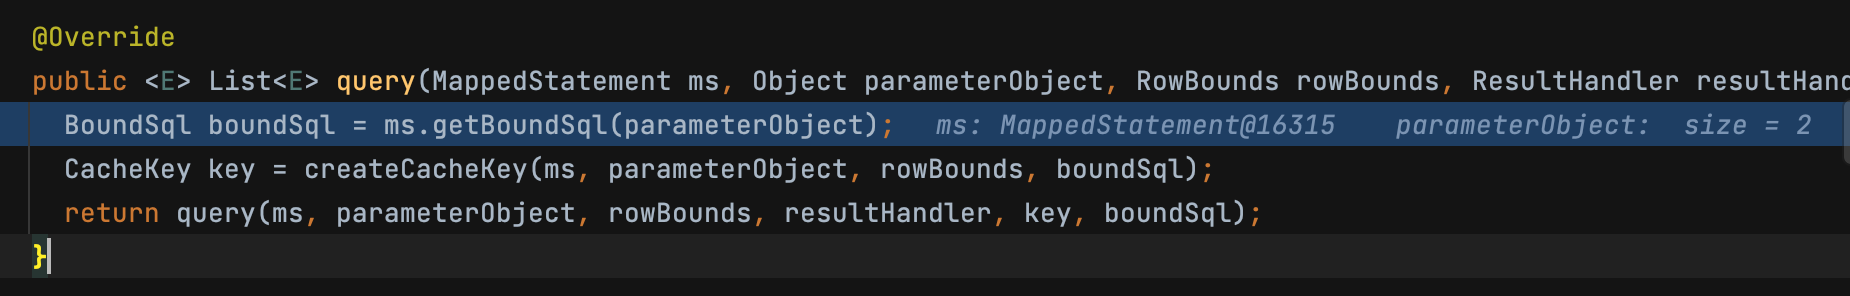 @Override
public <E> List<E> query(MappedStatement ms, Object parameterObject, RowBounds rowBounds, ResultHandler resultHand
BoundSql boundSql = ms.getBoundSql(parameterObject); ms: MappedStatement@16315 parameterObject: size = 2
CacheKey key = createCacheKey(ms, parameterObject, rowBounds, boundSql);
return query(ms, parameterObject, rowBounds, resultHandler, key, boundSql);
}